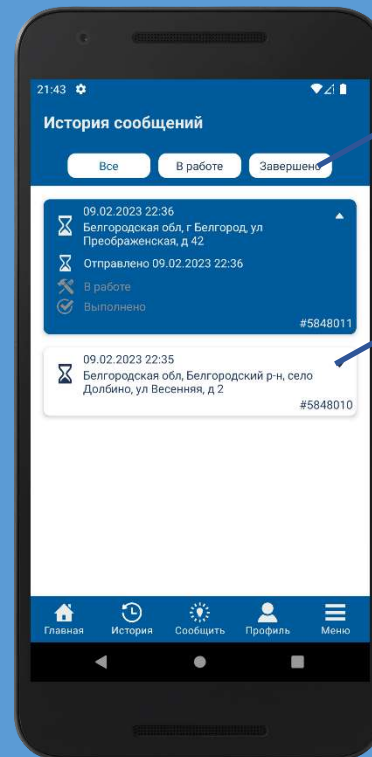 21:43
История сообщений
Все
В работе
Завершено
09.02.2023 22:36
Белгородская обл, г Белгород, ул
Преображенская, д 42
Отправлено 09.02.2023 22:36
В работе
Выполнено
#5848011
09.02.2023 22:35
Белгородская обл, Белгородский р-н, село
Долбино, ул Весенняя, д 2
#5848010
Главная
История
Сообщить
Профиль
Меню